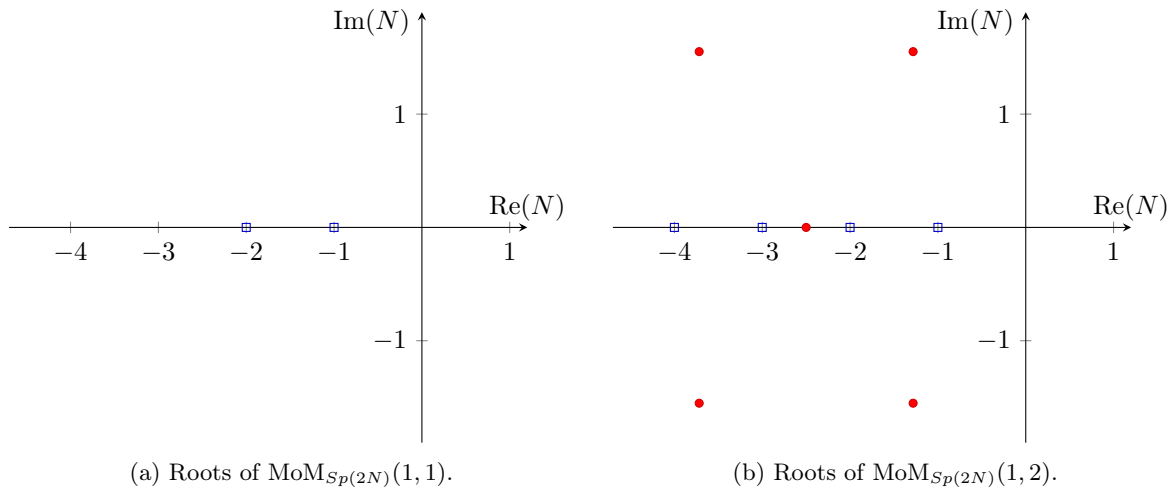 Im(N)
1
Re(N)
−4 −3 −2 −1 1
−1
(a) Roots of MoM_{Sp(2N)}(1, 1).
Im(N)
1
Re(N)
−4 −3 −2 −1 1
−1
(b) Roots of MoM_{Sp(2N)}(1, 2).